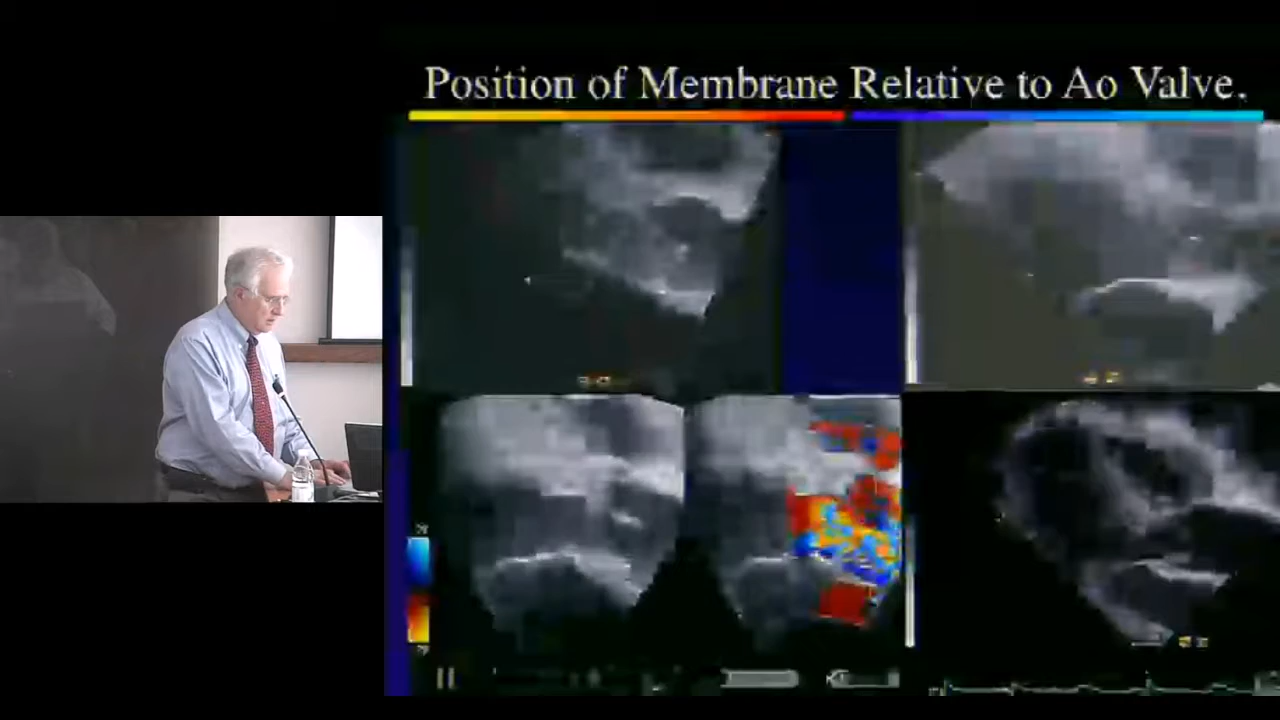 Position of Membrane Relative to Ao Valve.